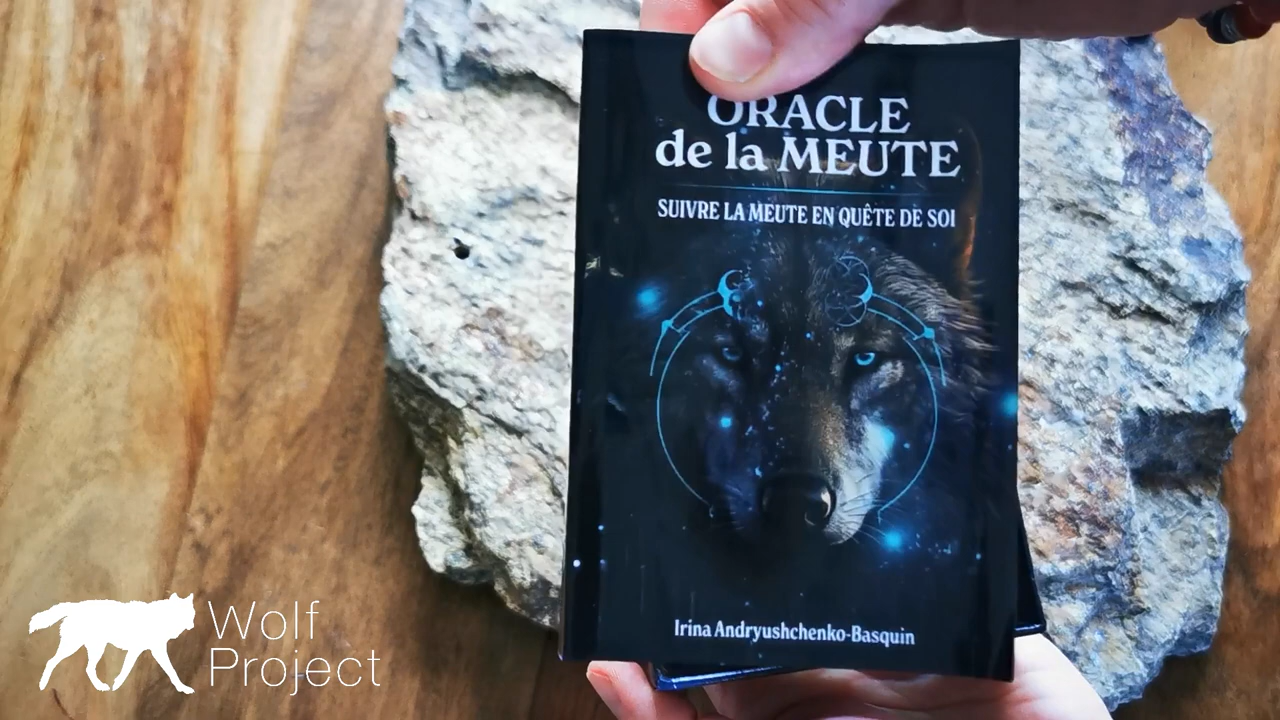 ORACLE
de la MEUTE
SUIVRE LA MEUTE EN QUÊTE DE SOI
Irina Andryushchenko-Basquin
Wolf
Project